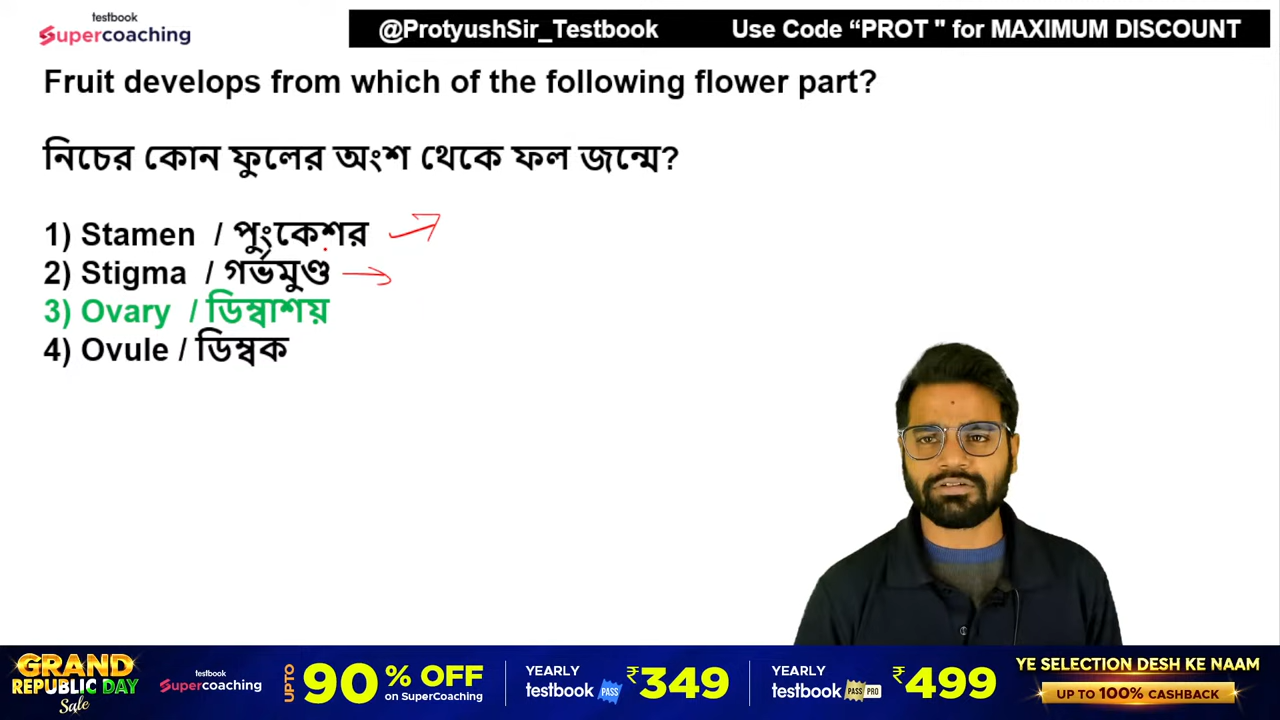 testbook
Supercoaching
@ProtyushSir_Testbook Use Code “PROT " for MAXIMUM DISCOUNT
Fruit develops from which of the following flower part?
নিচের কোন ফুলের অংশ থেকে ফল জন্মে?
1) Stamen / পুংকেশর
2) Stigma / গর্ভমুণ্ড
3) Ovary / ডিম্বাশয়
4) Ovule / ডিম্বক
GRAND
REPUBLIC DAY
Sale
testbook
Supercoaching
UPTO 90% OFF
on SuperCoaching
YEARLY
testbook PASS
₹349
YEARLY
testbook PASS PRO
₹499
YE SELECTION DESH KE NAAM
UP TO 100% CASHBACK